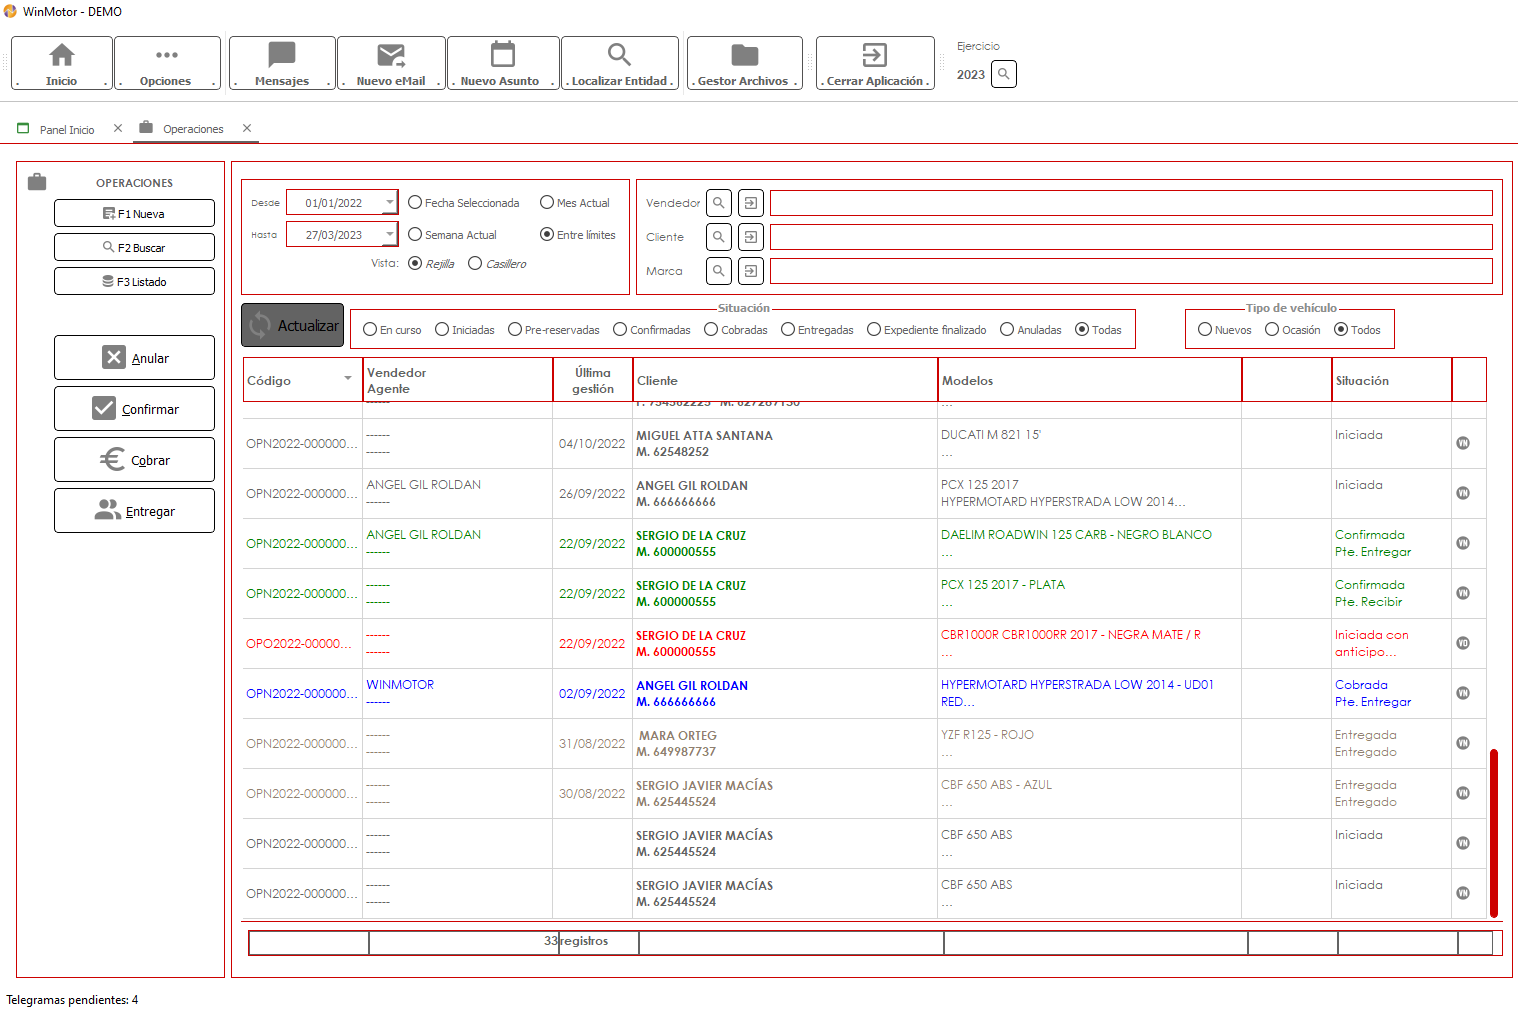 WinMotor - DEMO
. Inicio .
. Opciones .
. Mensajes .
. Nuevo eMail .
. Nuevo Asunto .
. Localizar Entidad .
. Gestor Archivos .
. Cerrar Aplicación .
Ejercicio
2023
Panel Inicio
Operaciones
OPERACIONES
F1 Nueva
F2 Buscar
F3 Listado
Anular
Confirmar
Cobrar
Entregar
Desde 01/01/2022 Fecha Seleccionada Mes Actual
Hasta 27/03/2023 Semana Actual Entre límites
Vista: Rejilla Casillero
Vendedor
Cliente
Marca
Actualizar
Situación
En curso Iniciadas Pre-reservadas Confirmadas Cobradas Entregadas Expediente finalizado Anuladas Todas
Tipo de vehículo
Nuevos Ocasión Todos
Código
Vendedor
Agente
Última
gestión
Cliente
Modelos
Situación
------
...
OPN2022-000000...
------
------
04/10/2022
MIGUEL ATTA SANTANA
M. 62548252
DUCATI M 821 15'
...
Iniciada
VN
OPN2022-000000...
ANGEL GIL ROLDAN
------
26/09/2022
ANGEL GIL ROLDAN
M. 666666666
PCX 125 2017
HYPERMOTARD HYPERSTRADA LOW 2014...
Iniciada
VN
OPN2022-000000...
ANGEL GIL ROLDAN
------
22/09/2022
SERGIO DE LA CRUZ
M. 600000555
DAELIM ROADWIN 125 CARB - NEGRO BLANCO
...
Confirmada
Pte. Entregar
VN
OPN2022-000000...
------
------
22/09/2022
SERGIO DE LA CRUZ
M. 600000555
PCX 125 2017 - PLATA
...
Confirmada
Pte. Recibir
VN
OPO2022-00000...
------
------
22/09/2022
SERGIO DE LA CRUZ
M. 600000555
CBR1000R CBR1000RR 2017 - NEGRA MATE / R
...
Iniciada con
anticipo...
VO
OPN2022-000000...
WINMOTOR
------
02/09/2022
ANGEL GIL ROLDAN
M. 666666666
HYPERMOTARD HYPERSTRADA LOW 2014 - UD01
RED...
Cobrada
Pte. Entregar
VN
OPN2022-000000...
------
------
31/08/2022
MARA ORTEG
M. 649987737
YZF R125 - ROJO
...
Entregada
Entregado
VN
OPN2022-000000...
------
------
30/08/2022
SERGIO JAVIER MACÍAS
M. 625445524
CBF 650 ABS - AZUL
...
Entregada
Entregado
VN
OPN2022-000000...
------
------
SERGIO JAVIER MACÍAS
M. 625445524
CBF 650 ABS
...
Iniciada
VN
OPN2022-000000...
------
------
SERGIO JAVIER MACÍAS
M. 625445524
CBF 650 ABS
...
Iniciada
VN
33 registros
Telegramas pendientes: 4